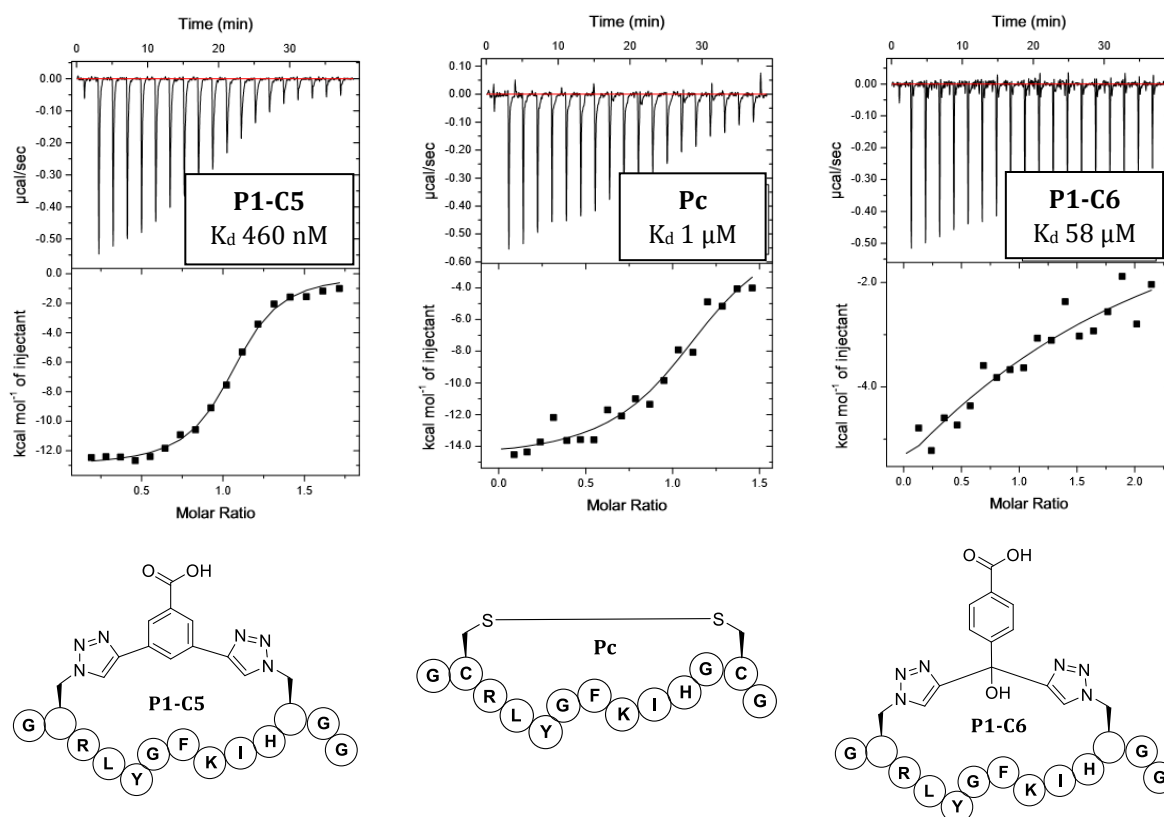 Time (min)
0 10 20 30
0.00
-0.10
-0.20
-0.30
-0.40
-0.50
µcal/sec
P1-C5
Kd 460 nM
0.0
-2.0
-4.0
-6.0
-8.0
-10.0
-12.0
kcal mol⁻¹ of injectant
0.5 1.0 1.5
Molar Ratio
Time (min)
0 10 20 30
0.10
0.00
-0.10
-0.20
-0.30
-0.40
-0.50
-0.60
µcal/sec
Pc
Kd 1 µM
-4.0
-6.0
-8.0
-10.0
-12.0
-14.0
kcal mol⁻¹ of injectant
0.0 0.5 1.0 1.5
Molar Ratio
Time (min)
0 10 20 30
0.00
-0.10
-0.20
-0.30
-0.40
-0.50
µcal/sec
P1-C6
Kd 58 µM
-2.0
-4.0
kcal mol⁻¹ of injectant
0.0 0.5 1.0 1.5 2.0
Molar Ratio
O OH
N N N
N N N
P1-C5
G R L Y G F K I H G G
S S
Pc
G C R L Y G F K I H G C G
O OH
N N N
N N N
OH
P1-C6
G R L Y G F K I H G G